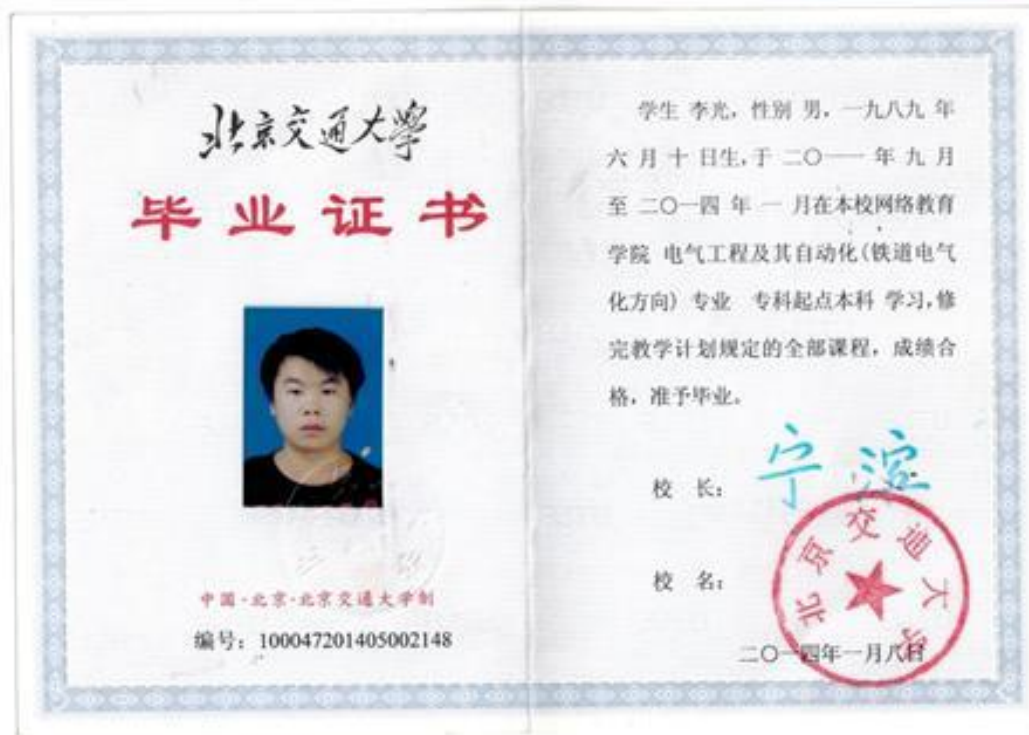 北京交通大學
毕业证书
中国·北京·北京交通大学制
编号：100047201405002148
学生 李光，性别 男，一九八九 年
六 月 十 日生，于 二〇一一 年 九 月
至 二〇一四 年 一 月在本校网络教育
学院 电气工程及其自动化（铁道电气
化方向）专业 专科起点本科 学习，修
完教学计划规定的全部课程，成绩合
格，准予毕业。
校 长：宁滨
校 名：
北京交通大学
二〇一四年一月八日